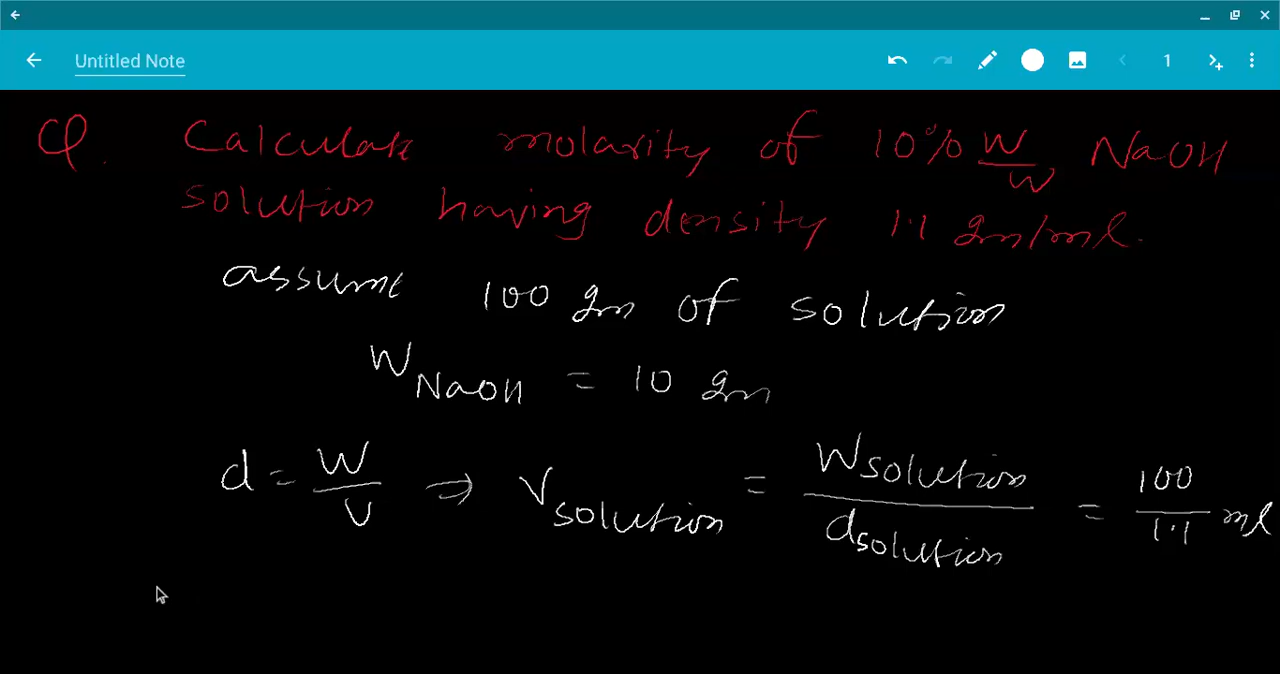 Untitled Note
1
Q. Calculate molarity of 10% W/W NaOH
solution having density 1.1 gm/ml.
assume 100 gm of solution
W NaOH = 10 gm
d = W/V ⇒ V solution = W solution / d solution = 100/1.1 ml